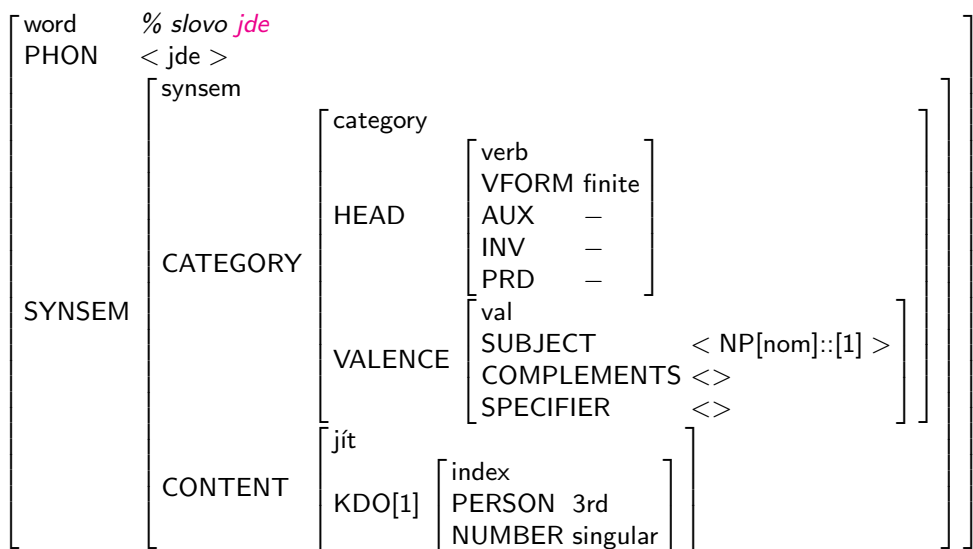 word % slovo jde
PHON < jde >
synsem
category
verb
VFORM finite
HEAD AUX −
INV −
CATEGORY PRD −
SYNSEM val
SUBJECT < NP[nom]::[1] >
VALENCE COMPLEMENTS <>
SPECIFIER <>
jít
index
CONTENT KDO[1] PERSON 3rd
NUMBER singular